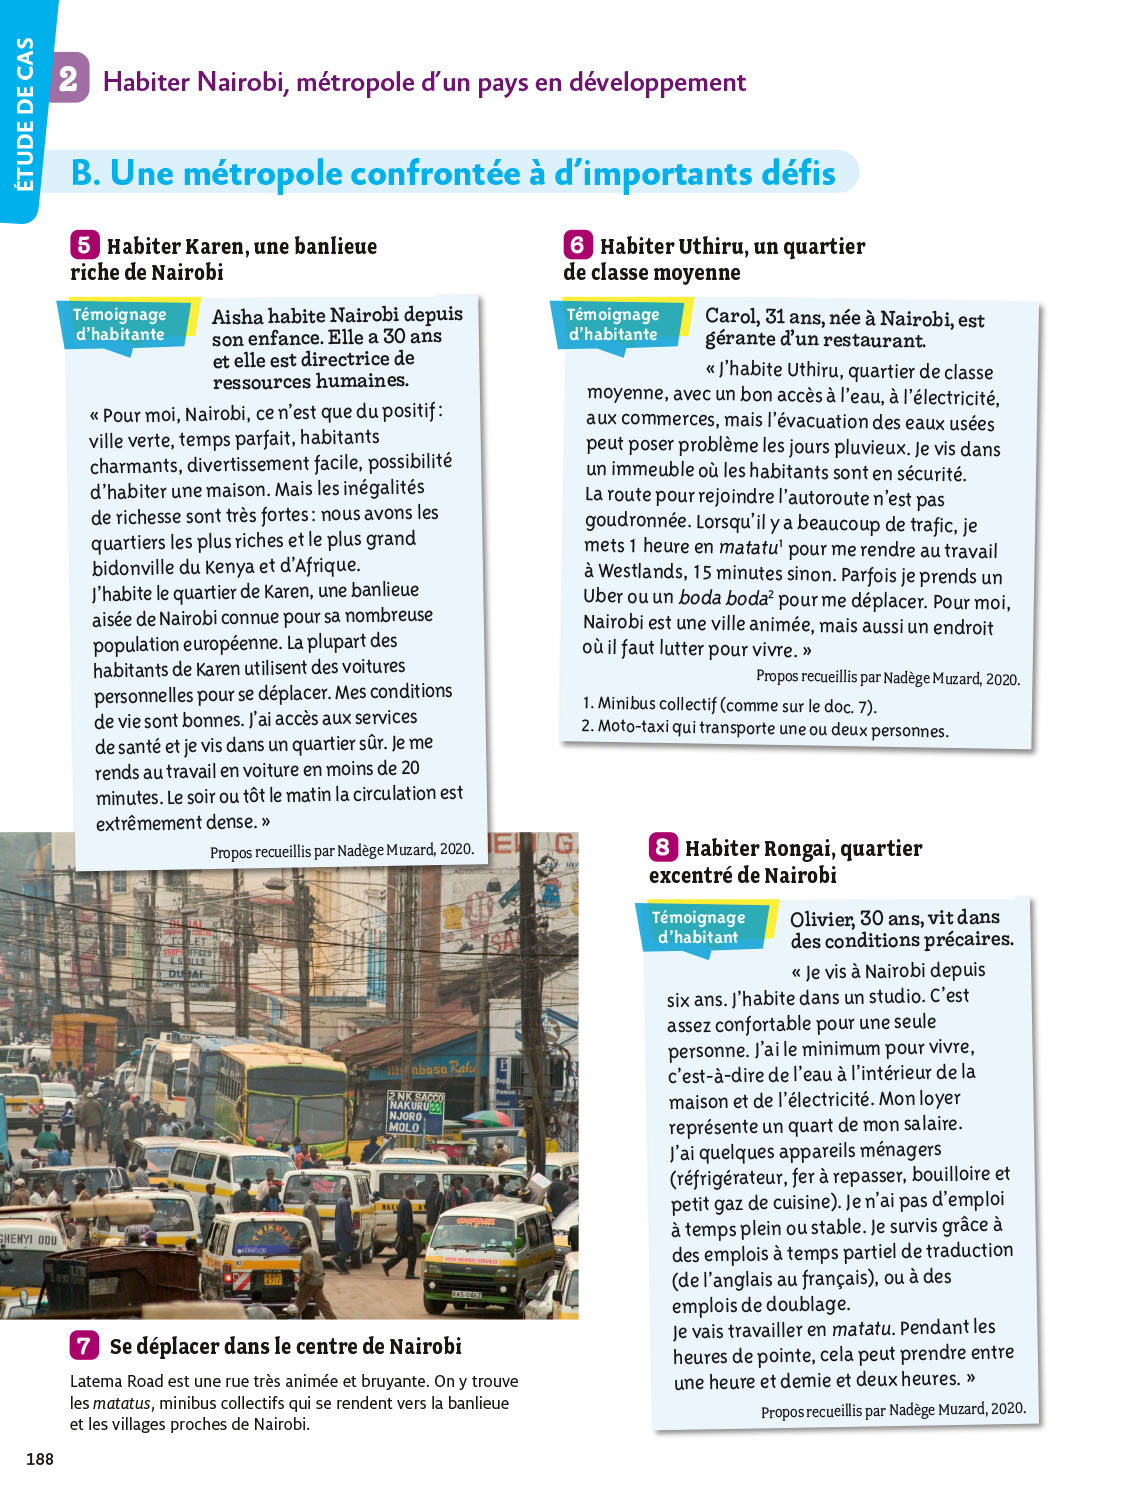 ÉTUDE DE CAS
2 Habiter Nairobi, métropole d'un pays en développement
B. Une métropole confrontée à d'importants défis
5 Habiter Karen, une banlieue
riche de Nairobi
Témoignage
d'habitante
Aisha habite Nairobi depuis
son enfance. Elle a 30 ans
et elle est directrice de
ressources humaines.
« Pour moi, Nairobi, ce n'est que du positif :
ville verte, temps parfait, habitants
charmants, divertissement facile, possibilité
d'habiter une maison. Mais les inégalités
de richesse sont très fortes : nous avons les
quartiers les plus riches et le plus grand
bidonville du Kenya et d'Afrique.
J'habite le quartier de Karen, une banlieue
aisée de Nairobi connue pour sa nombreuse
population européenne. La plupart des
habitants de Karen utilisent des voitures
personnelles pour se déplacer. Mes conditions
de vie sont bonnes. J'ai accès aux services
de santé et je vis dans un quartier sûr. Je me
rends au travail en voiture en moins de 20
minutes. Le soir ou tôt le matin la circulation est
extrêmement dense. »
Propos recueillis par Nadège Muzard, 2020.
6 Habiter Uthiru, un quartier
de classe moyenne
Témoignage
d'habitante
Carol, 31 ans, née à Nairobi, est
gérante d'un restaurant.
« J'habite Uthiru, quartier de classe
moyenne, avec un bon accès à l'eau, à l'électricité,
aux commerces, mais l'évacuation des eaux usées
peut poser problème les jours pluvieux. Je vis dans
un immeuble où les habitants sont en sécurité.
La route pour rejoindre l'autoroute n'est pas
goudronnée. Lorsqu'il y a beaucoup de trafic, je
mets 1 heure en matatu¹ pour me rendre au travail
à Westlands, 15 minutes sinon. Parfois je prends un
Uber ou un boda boda² pour me déplacer. Pour moi,
Nairobi est une ville animée, mais aussi un endroit
où il faut lutter pour vivre. »
Propos recueillis par Nadège Muzard, 2020.
1. Minibus collectif (comme sur le doc. 7).
2. Moto-taxi qui transporte une ou deux personnes.
DUBAI
2 NK SACCO
NAKURU
NJORO
MOLO
GHENYI ODU
KENWOOD
7 Se déplacer dans le centre de Nairobi
Latema Road est une rue très animée et bruyante. On y trouve
les matatus, minibus collectifs qui se rendent vers la banlieue
et les villages proches de Nairobi.
8 Habiter Rongai, quartier
excentré de Nairobi
Témoignage
d'habitant
Olivier, 30 ans, vit dans
des conditions précaires.
« Je vis à Nairobi depuis
six ans. J'habite dans un studio. C'est
assez confortable pour une seule
personne. J'ai le minimum pour vivre,
c'est-à-dire de l'eau à l'intérieur de la
maison et de l'électricité. Mon loyer
représente un quart de mon salaire.
J'ai quelques appareils ménagers
(réfrigérateur, fer à repasser, bouilloire et
petit gaz de cuisine). Je n'ai pas d'emploi
à temps plein ou stable. Je survis grâce à
des emplois à temps partiel de traduction
(de l'anglais au français), ou à des
emplois de doublage.
Je vais travailler en matatu. Pendant les
heures de pointe, cela peut prendre entre
une heure et demie et deux heures. »
Propos recueillis par Nadège Muzard, 2020.
188